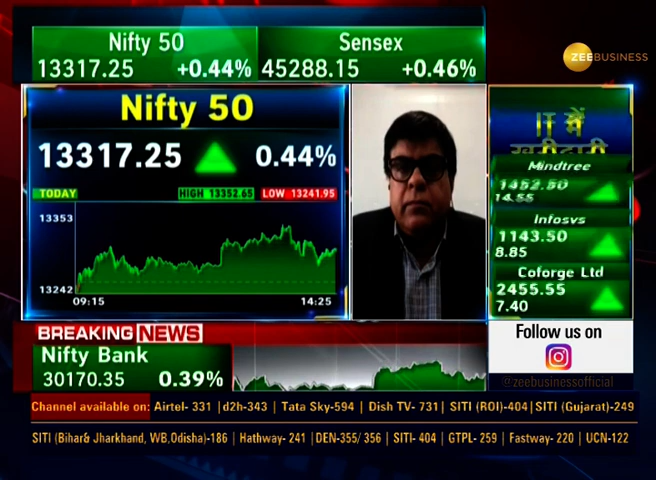 Nifty 50
13317.25 +0.44%
Sensex
45288.15 +0.46%
ZEEBUSINESS
Nifty 50
13317.25 0.44%
TODAY
HIGH 13352.65 LOW 13241.95
13353
13242
09:15 14:25
IT में
Mindtree
1452.50
14.55
Infosys
1143.50
8.85
Coforge Ltd
2455.55
7.40
BREAKING NEWS
Nifty Bank
30170.35 0.39%
Follow us on
@zeebusinessofficial
Channel available on: Airtel- 331 | d2h-343 | Tata Sky-594 | Dish TV- 731| SITI (ROI)-404| SITI (Gujarat)-249
SITI (Bihar& Jharkhand, WB,Odisha)-186 | Hathway- 241 |DEN-355/ 356 | SITI- 404 | GTPL- 259 | Fastway- 220 | UCN-122